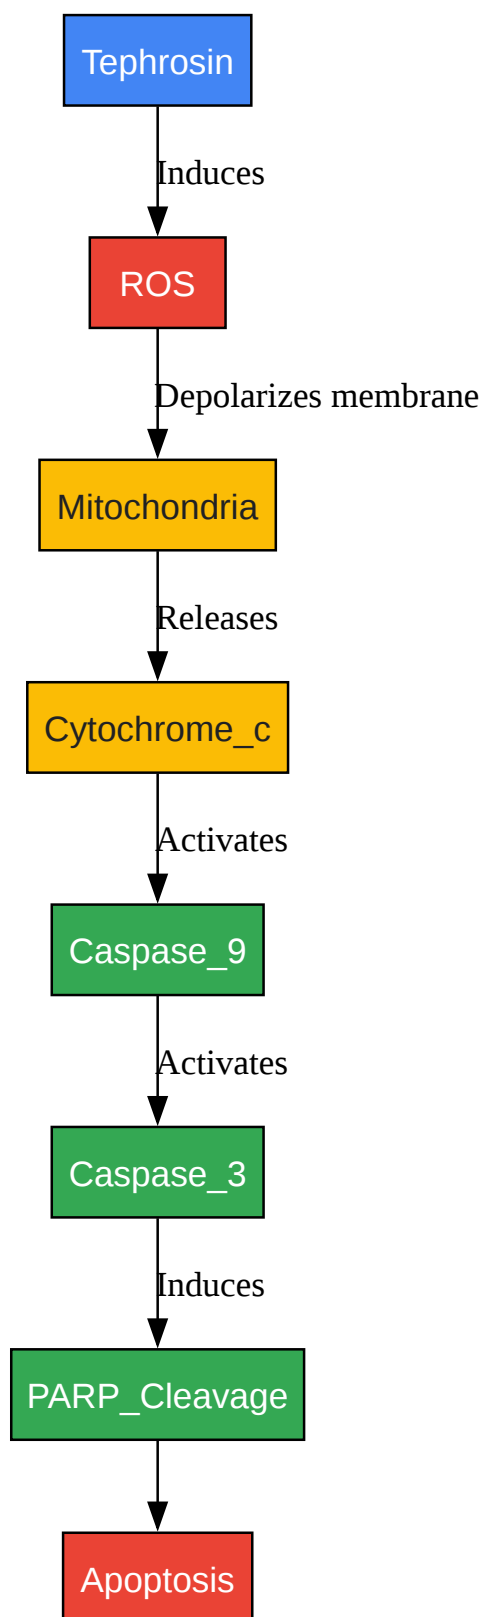 Tephrosin
Induces
ROS
Depolarizes membrane
Mitochondria
Releases
Cytochrome_c
Activates
Caspase_9
Activates
Caspase_3
Induces
PARP_Cleavage
Apoptosis